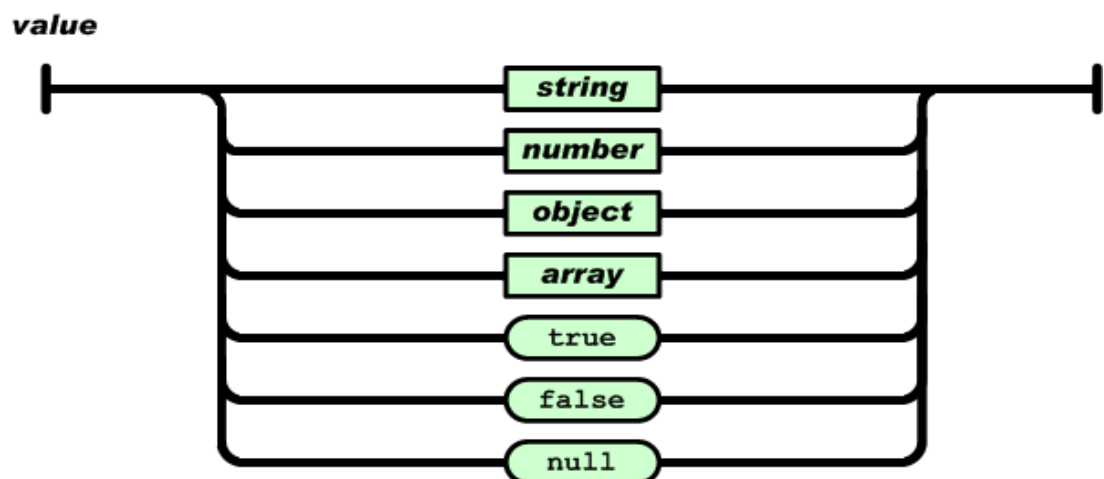 value
string
number
object
array
true
false
null